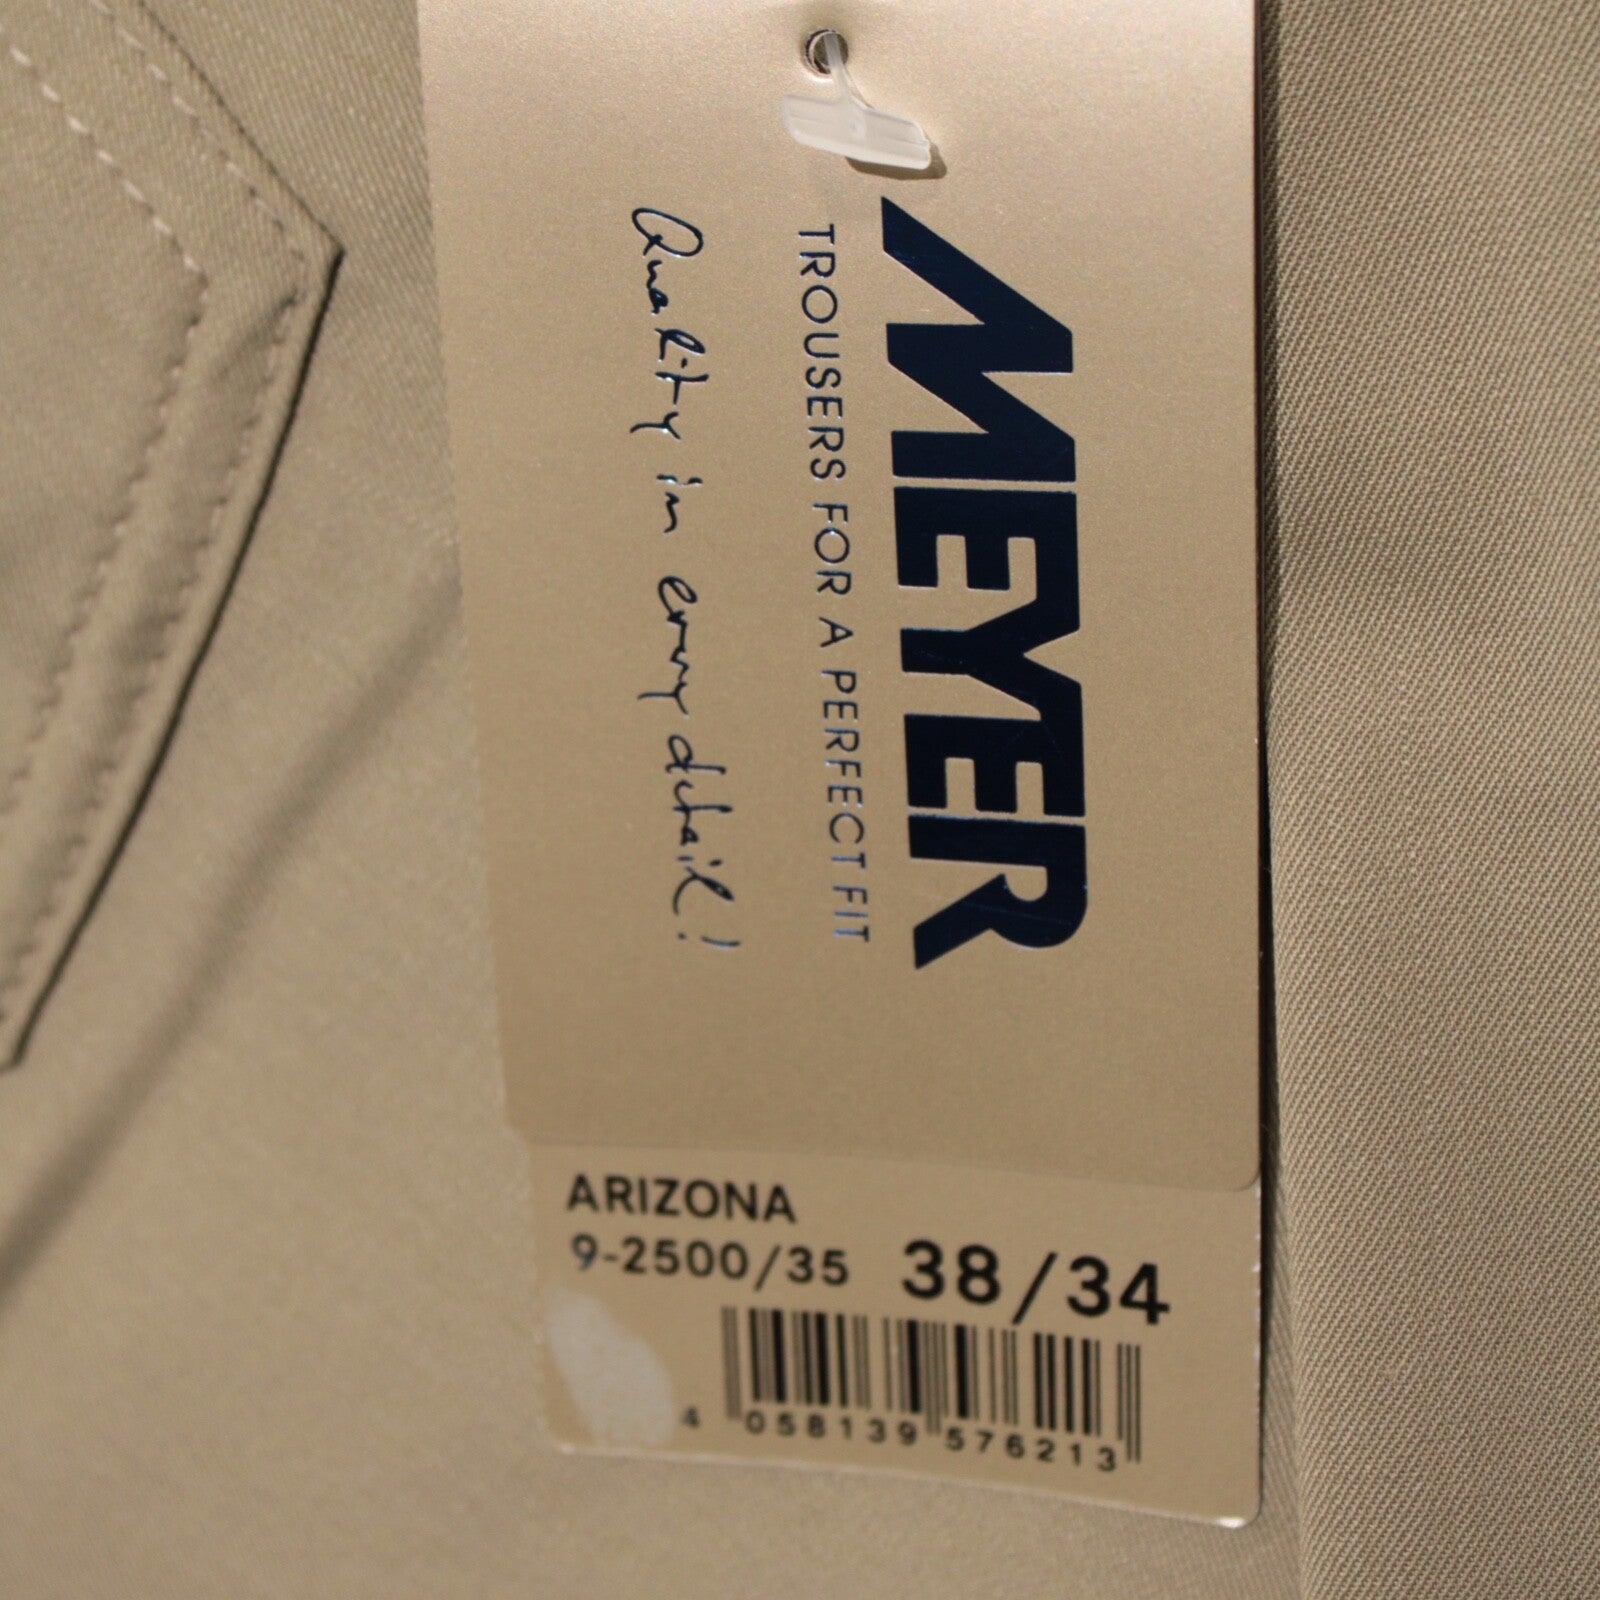 MEYER
TROUSERS FOR A PERFECT FIT
Quality in every detail!
ARIZONA
9-2500/35 38/34
4 058139 576213